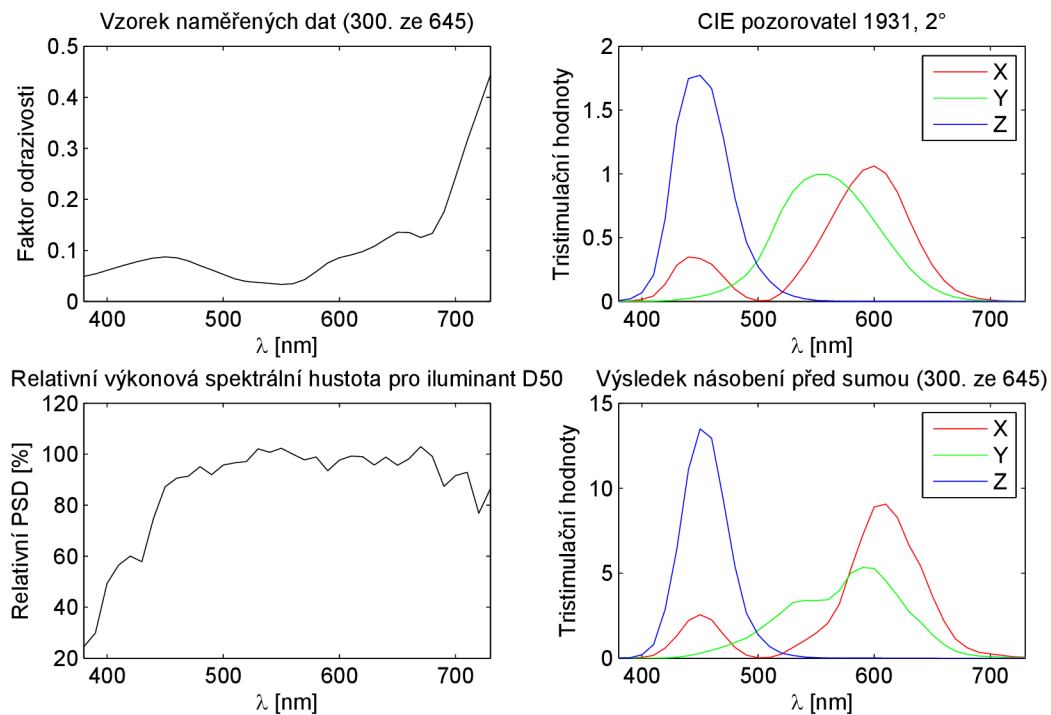 Vzorek naměřených dat (300. ze 645)
Faktor odrazivosti
0.5
0.4
0.3
0.2
0.1
0
400
500
600
700
λ [nm]
CIE pozorovatel 1931, 2°
Tristimulační hodnoty
2
1.5
1
0.5
0
X
Y
Z
400
500
600
700
λ [nm]
Relativní výkonová spektrální hustota pro iluminant D50
Relativní PSD [%]
120
100
80
60
40
20
400
500
600
700
λ [nm]
Výsledek násobení před sumou (300. ze 645)
Tristimulační hodnoty
15
10
5
0
X
Y
Z
400
500
600
700
λ [nm]